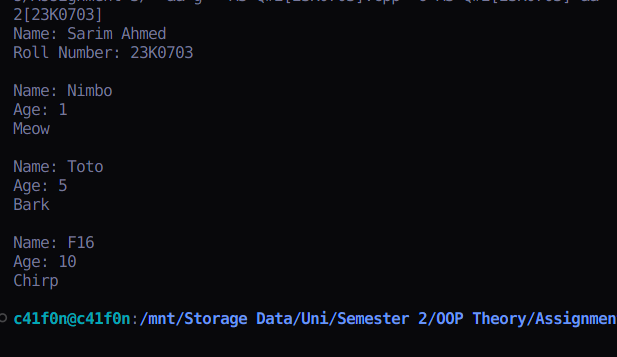 2[23K0703]
Name: Sarim Ahmed
Roll Number: 23K0703
Name: Nimbo
Age: 1
Meow
Name: Toto
Age: 5
Bark
Name: F16
Age: 10
Chirp
c41f0n@c41f0n:/mnt/Storage Data/Uni/Semester 2/OOP Theory/Assignmen